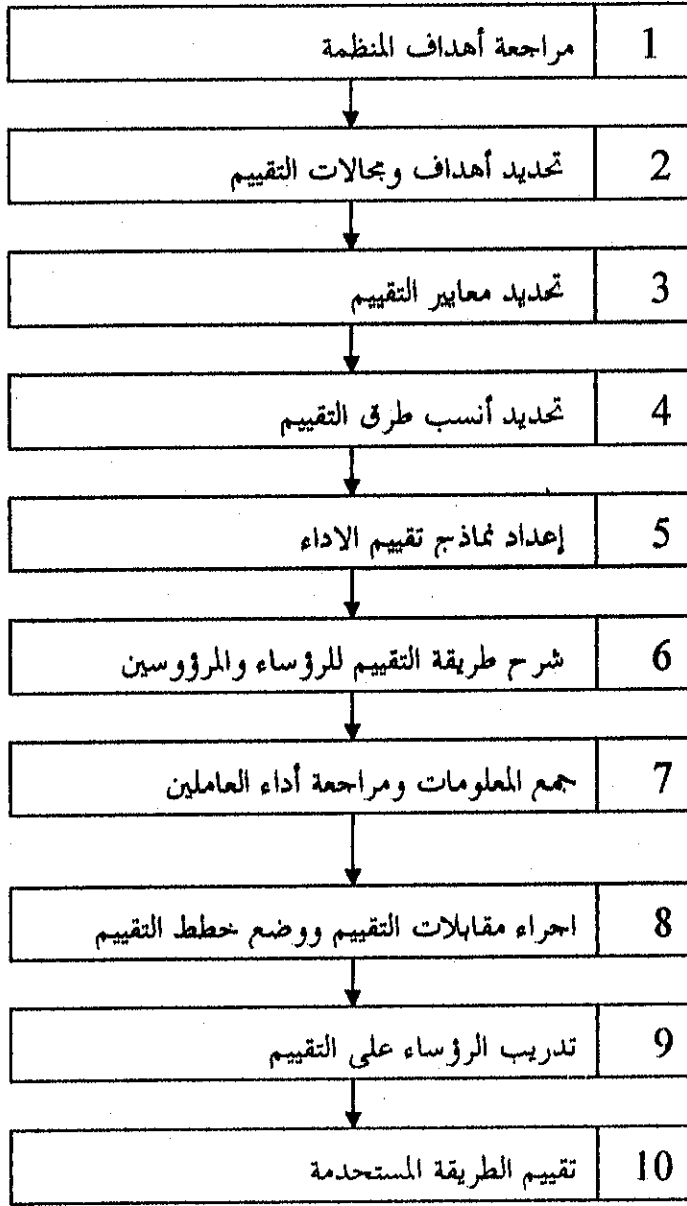 1 مراجعة أهداف المنظمة
2 تحديد أهداف ومجالات التقييم
3 تحديد معايير التقييم
4 تحديد أنسب طرق التقييم
5 إعداد نماذج تقييم الاداء
6 شرح طريقة التقييم للرؤساء والمرؤوسين
7 جمع المعلومات ومراجعة أداء العاملين
8 اجراء مقابلات التقييم ووضع خطط التقييم
9 تدريب الرؤساء على التقييم
10 تقييم الطريقة المستخدمة